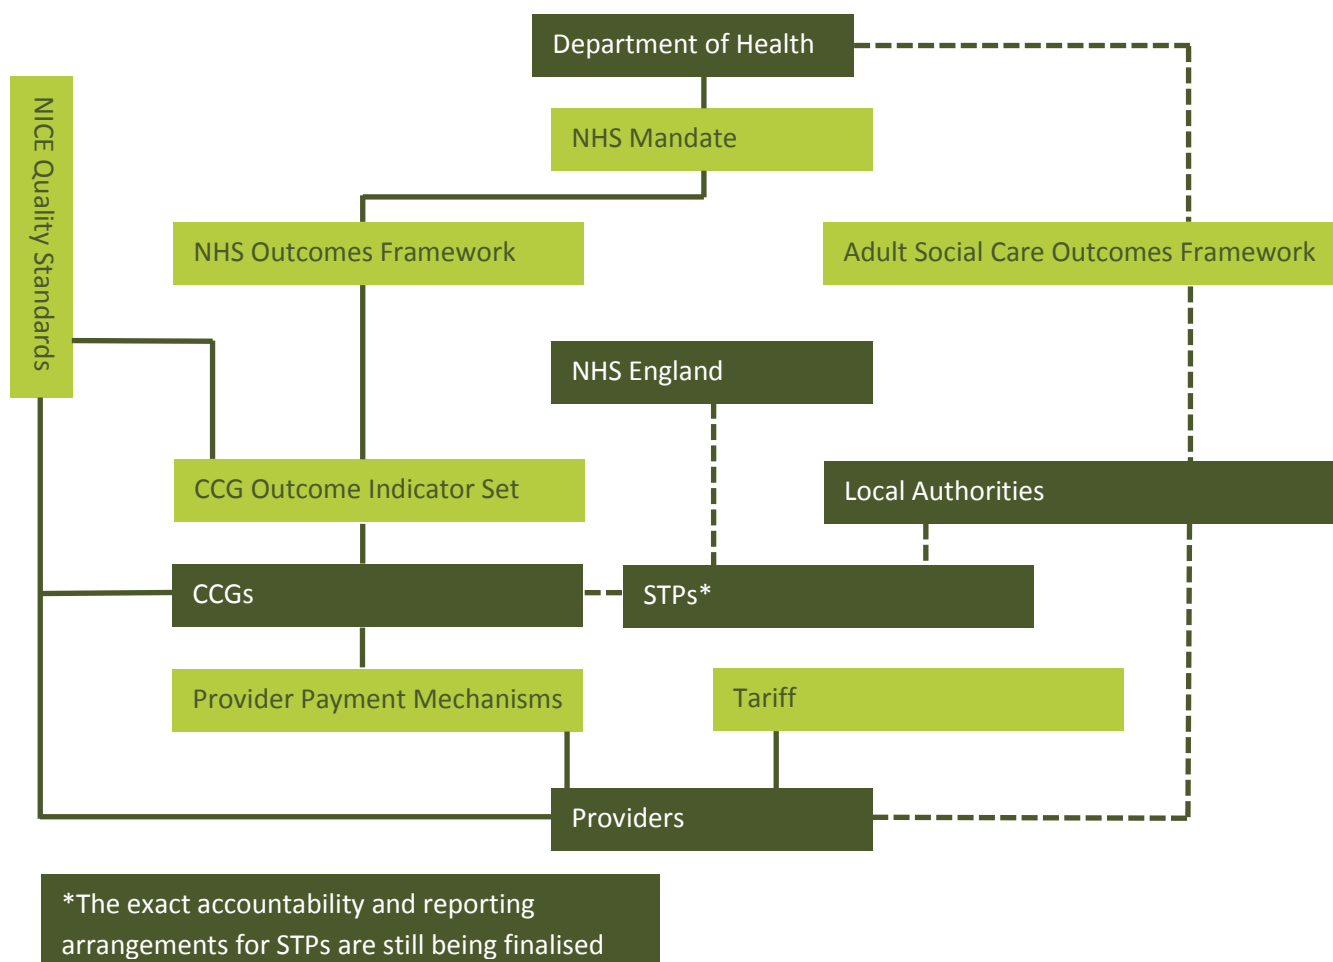 Department of Health
NHS Mandate
NICE Quality Standards
NHS Outcomes Framework
Adult Social Care Outcomes Framework
NHS England
CCG Outcome Indicator Set
Local Authorities
CCGs
STPs*
Provider Payment Mechanisms
Tariff
Providers
*The exact accountability and reporting
arrangements for STPs are still being finalised